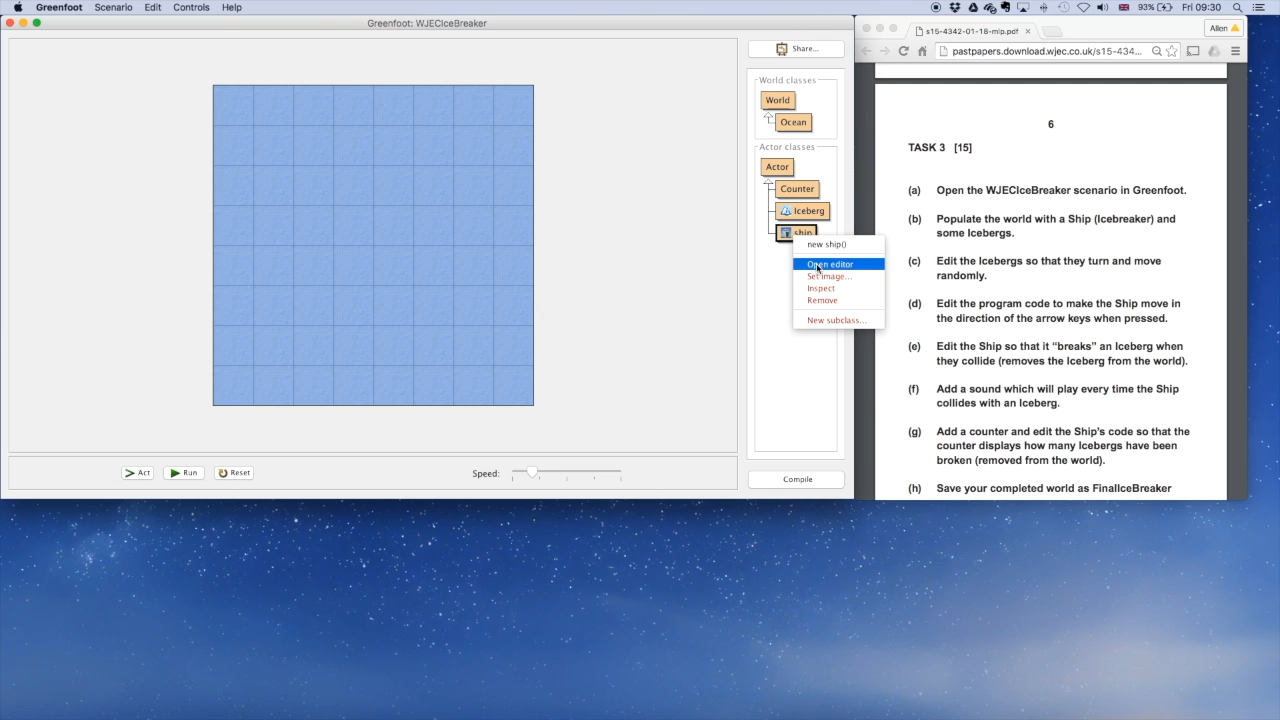 Greenfoot Scenario Edit Controls Help
93% Fri 09:30
Greenfoot: WJECIceBreaker
Share...
World classes
World
Ocean
Actor classes
Actor
Counter
Iceberg
ship
new ship()
Open editor
Set image...
Inspect
Remove
New subclass...
Act
Run
Reset
Speed:
Compile
s15-4342-01-18-mlp.pdf
Allen
pastpapers.download.wjec.co.uk/s15-434...
6
TASK 3 [15]
(a) Open the WJECIceBreaker scenario in Greenfoot.
(b) Populate the world with a Ship (Icebreaker) and
some Icebergs.
(c) Edit the Icebergs so that they turn and move
randomly.
(d) Edit the program code to make the Ship move in
the direction of the arrow keys when pressed.
(e) Edit the Ship so that it “breaks” an Iceberg when
they collide (removes the Iceberg from the world).
(f) Add a sound which will play every time the Ship
collides with an Iceberg.
(g) Add a counter and edit the Ship’s code so that the
counter displays how many Icebergs have been
broken (removed from the world).
(h) Save your completed world as FinalIceBreaker